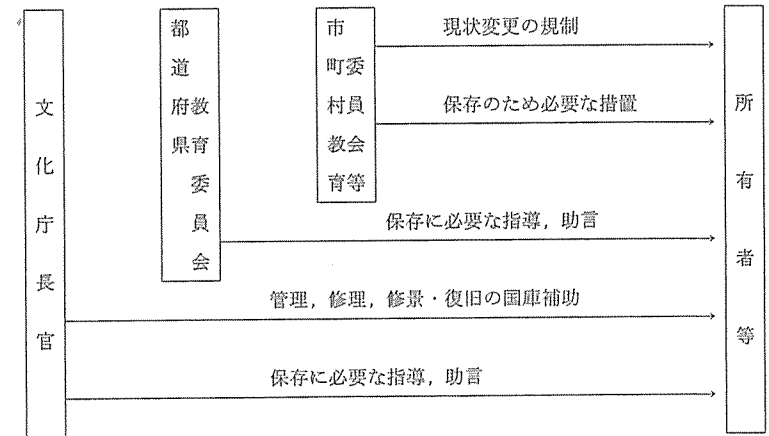 文化庁長官
都道府県
教育委員会
市町村教育
委員会等
所有者等
現状変更の規制
保存のため必要な措置
保存に必要な指導，助言
管理，修理，修景・復旧の国庫補助
保存に必要な指導，助言